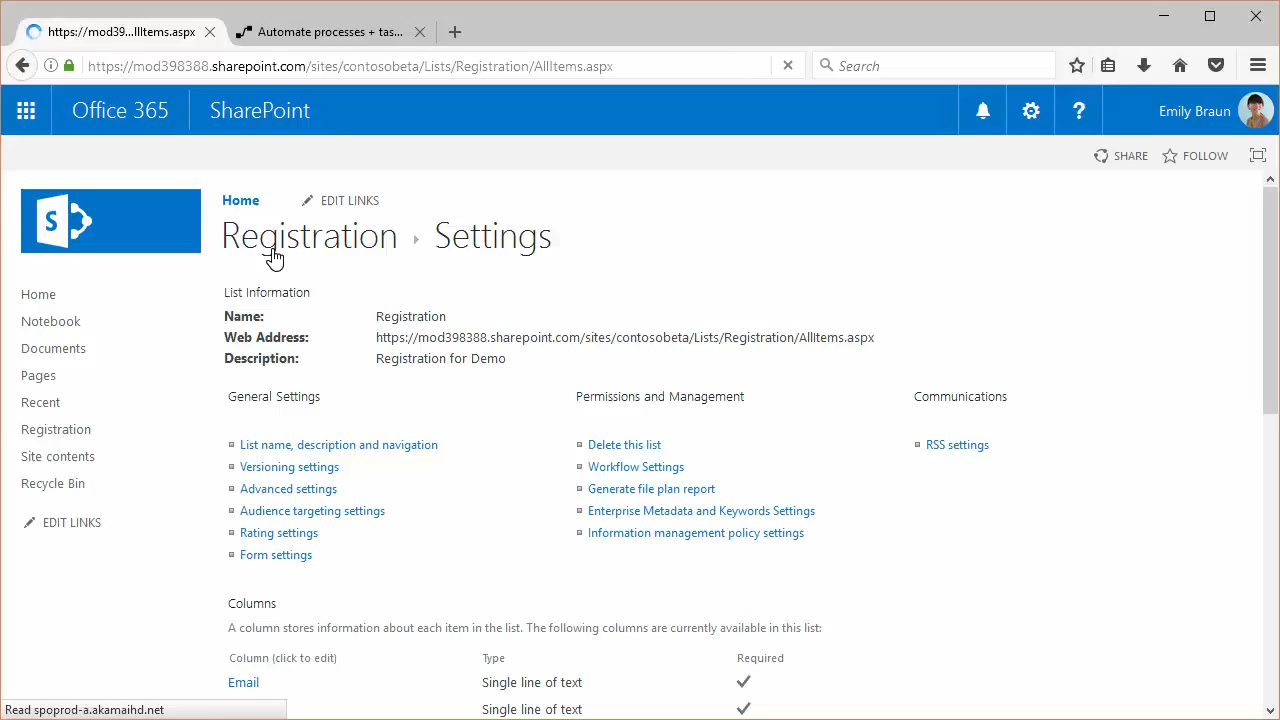 https://mod39...llItems.aspx
Automate processes + tas...
https://mod398388.sharepoint.com/sites/contosobeta/Lists/Registration/AllItems.aspx
Search
Office 365
SharePoint
Emily Braun
SHARE
FOLLOW
S
Home
EDIT LINKS
Registration
Settings
Home
Notebook
Documents
Pages
Recent
Registration
Site contents
Recycle Bin
EDIT LINKS
List Information
Name: Registration
Web Address: https://mod398388.sharepoint.com/sites/contosobeta/Lists/Registration/AllItems.aspx
Description: Registration for Demo
General Settings
List name, description and navigation
Versioning settings
Advanced settings
Audience targeting settings
Rating settings
Form settings
Permissions and Management
Delete this list
Workflow Settings
Generate file plan report
Enterprise Metadata and Keywords Settings
Information management policy settings
Communications
RSS settings
Columns
A column stores information about each item in the list. The following columns are currently available in this list:
Column (click to edit) Type Required
Email Single line of text
Single line of text
Read spoprod-a.akamaihd.net